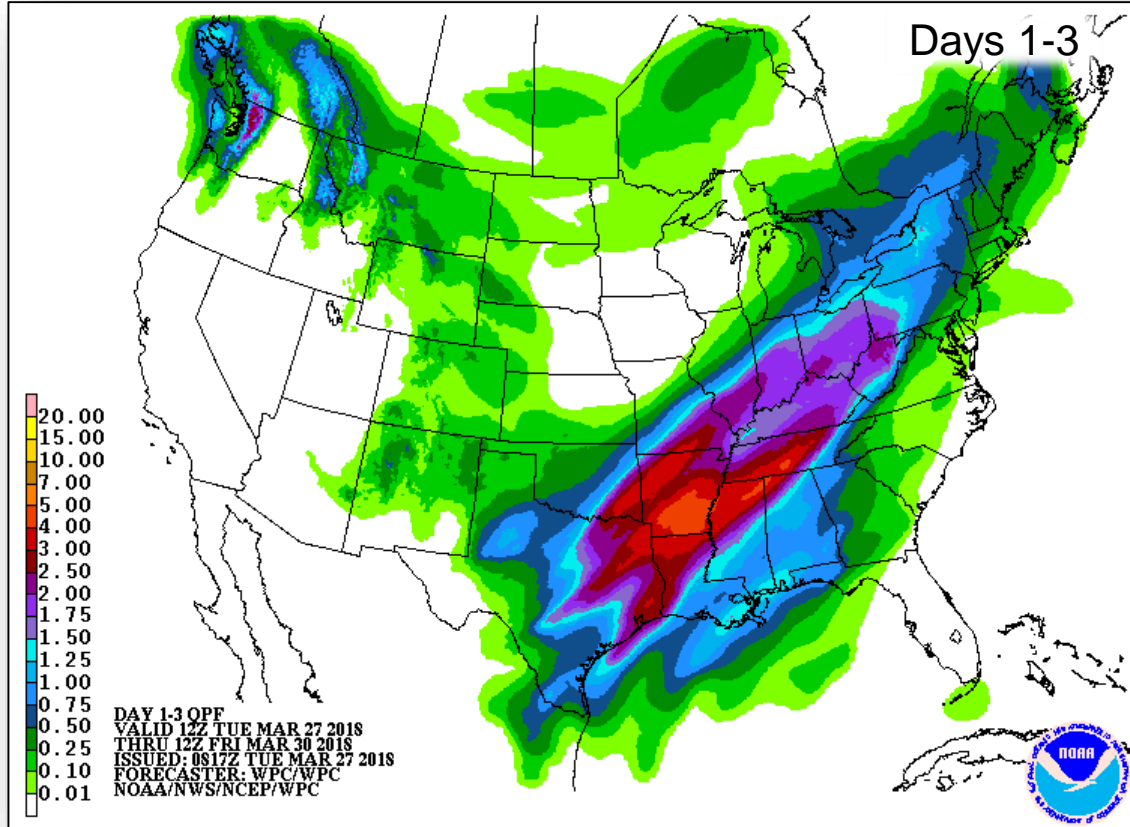 Days 1-3
20.00
15.00
10.00
7.00
5.00
4.00
3.00
2.50
2.00
1.75
1.50
1.25
1.00
0.75
0.50
0.25
0.10
0.01
DAY 1-3 QPF
VALID 12Z TUE MAR 27 2018
THRU 12Z FRI MAR 30 2018
ISSUED: 0817Z TUE MAR 27 2018
FORECASTER: WPC/WPC
NOAA/NWS/NCEP/WPC
NOAA